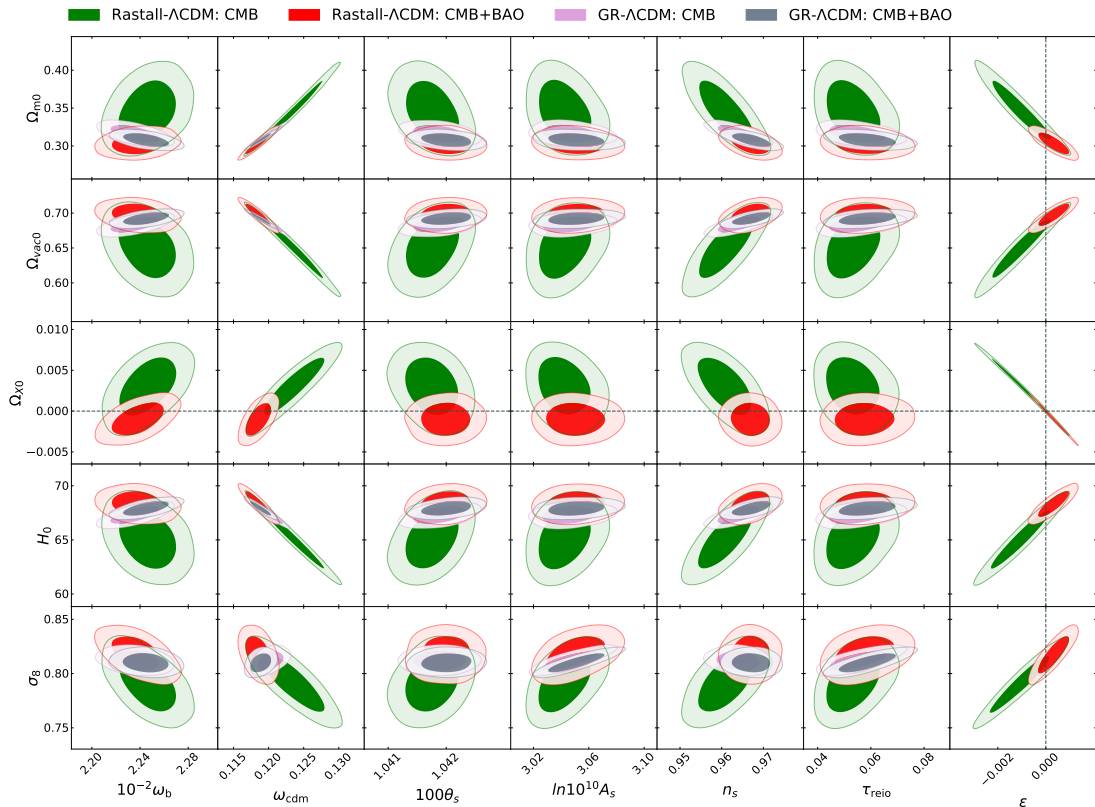 Rastall-ΛCDM: CMB Rastall-ΛCDM: CMB+BAO GR-ΛCDM: CMB GR-ΛCDM: CMB+BAO
0.40
0.35
0.30
Ωm0
0.70
0.65
0.60
Ωvac0
0.010
0.005
0.000
−0.005
ΩX0
70
65
60
H0
0.85
0.80
0.75
σ8
2.20 2.24 2.28 0.115 0.120 0.130 1.041 1.042 3.02 3.06 3.10 0.95 0.96 0.97 0.04 0.06 0.08 −0.002 0.000
10−2ωb ωcdm 100θs ln1010As ns τreio ε